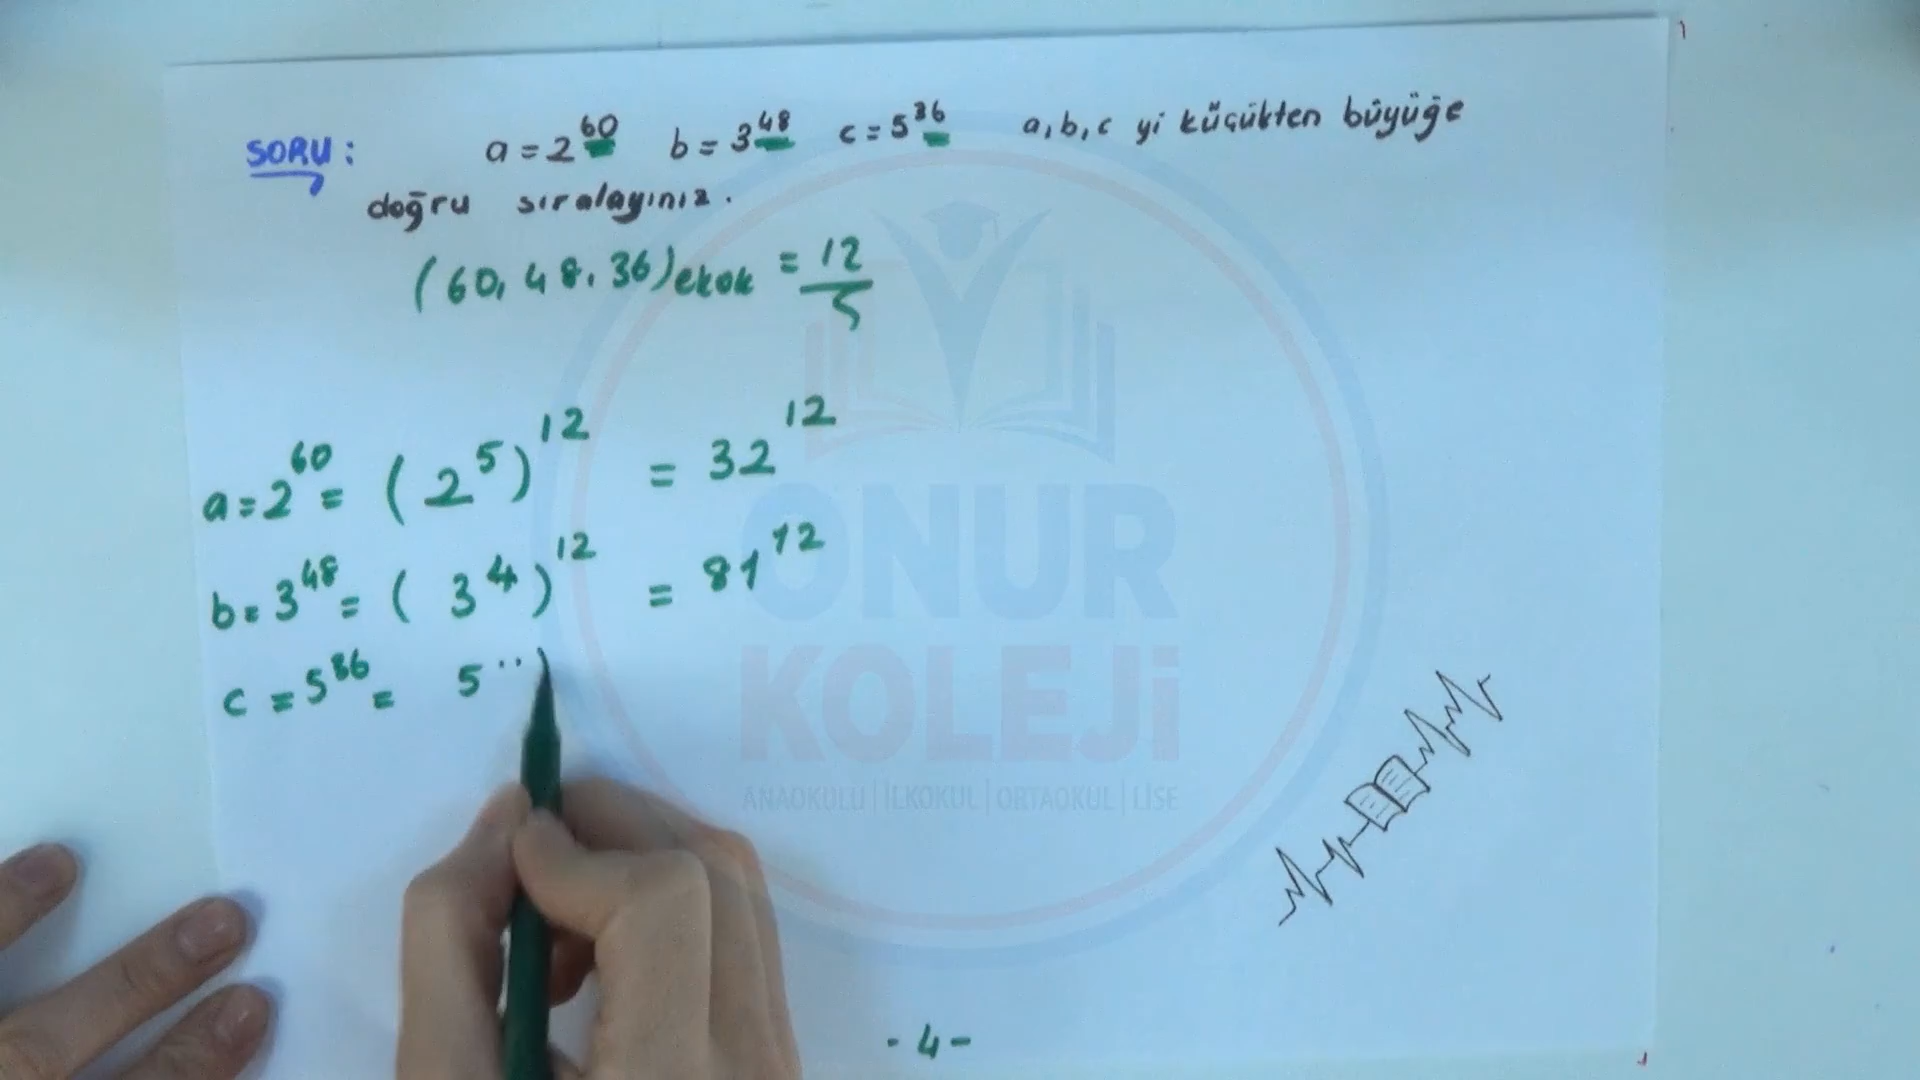 SORU: a = 2^60 b = 3^48 c = 5^36 a, b, c yi küçükten büyüğe
doğru sıralayınız.
(60, 48, 36)ekok = 12
a = 2^60 = (2^5)^12 = 32^12
b = 3^48 = (3^4)^12 = 81^12
c = 5^36 = 5^..)
ONUR
KOLEJİ
ANAOKULU | İLKOKUL | ORTAOKUL | LİSE
- 4 -